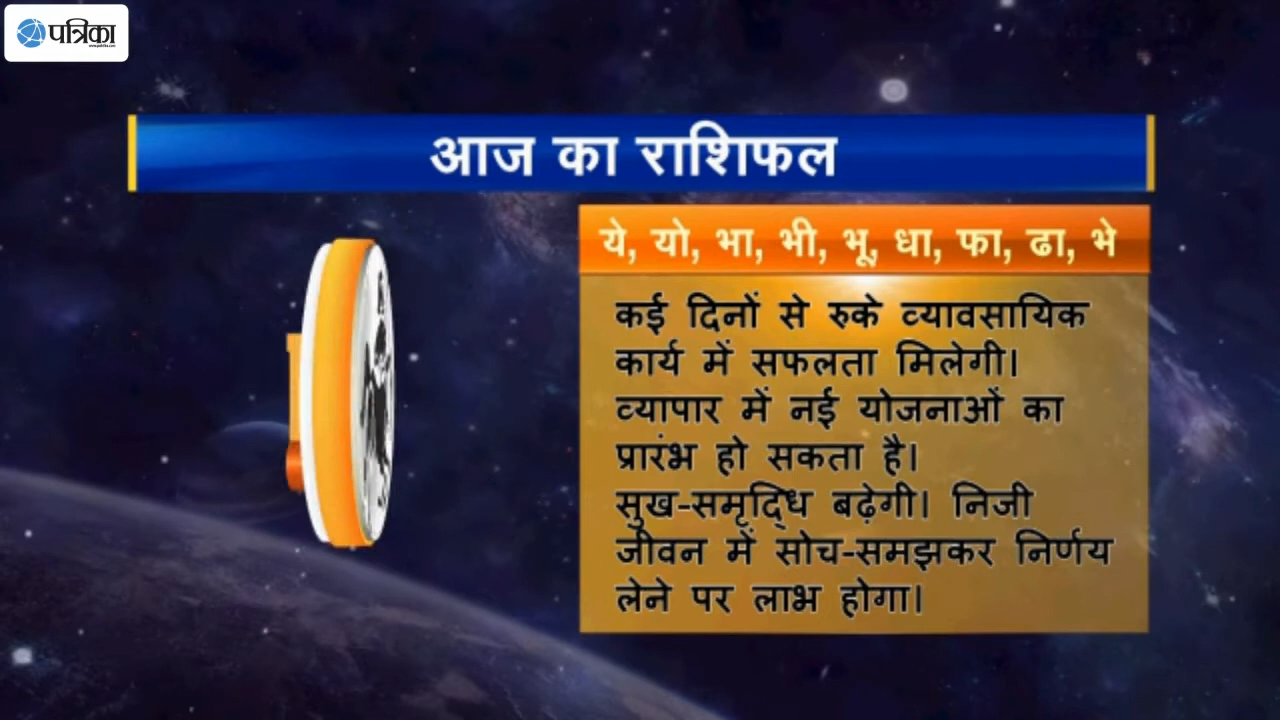 पत्रिका
आज का राशिफल
ये, यो, भा, भी, भू, धा, फा, ढा, भे
कई दिनों से रुके व्यावसायिक
कार्य में सफलता मिलेगी।
व्यापार में नई योजनाओं का
प्रारंभ हो सकता है।
सुख-समृद्धि बढ़ेगी। निजी
जीवन में सोच-समझकर निर्णय
लेने पर लाभ होगा।